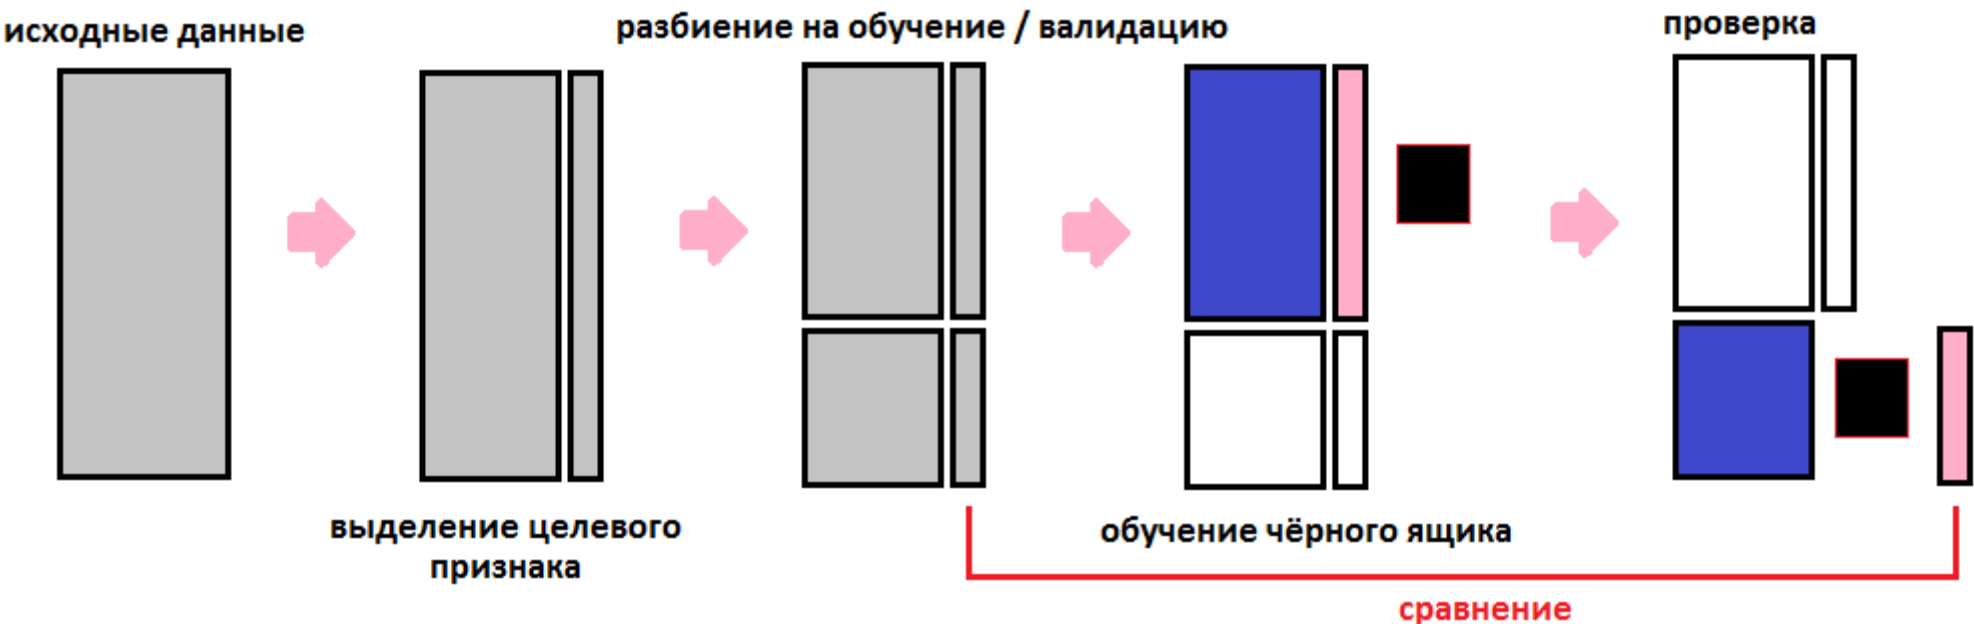 исходные данные
разбиение на обучение / валидацию
проверка
выделение целевого
признака
обучение чёрного ящика
сравнение